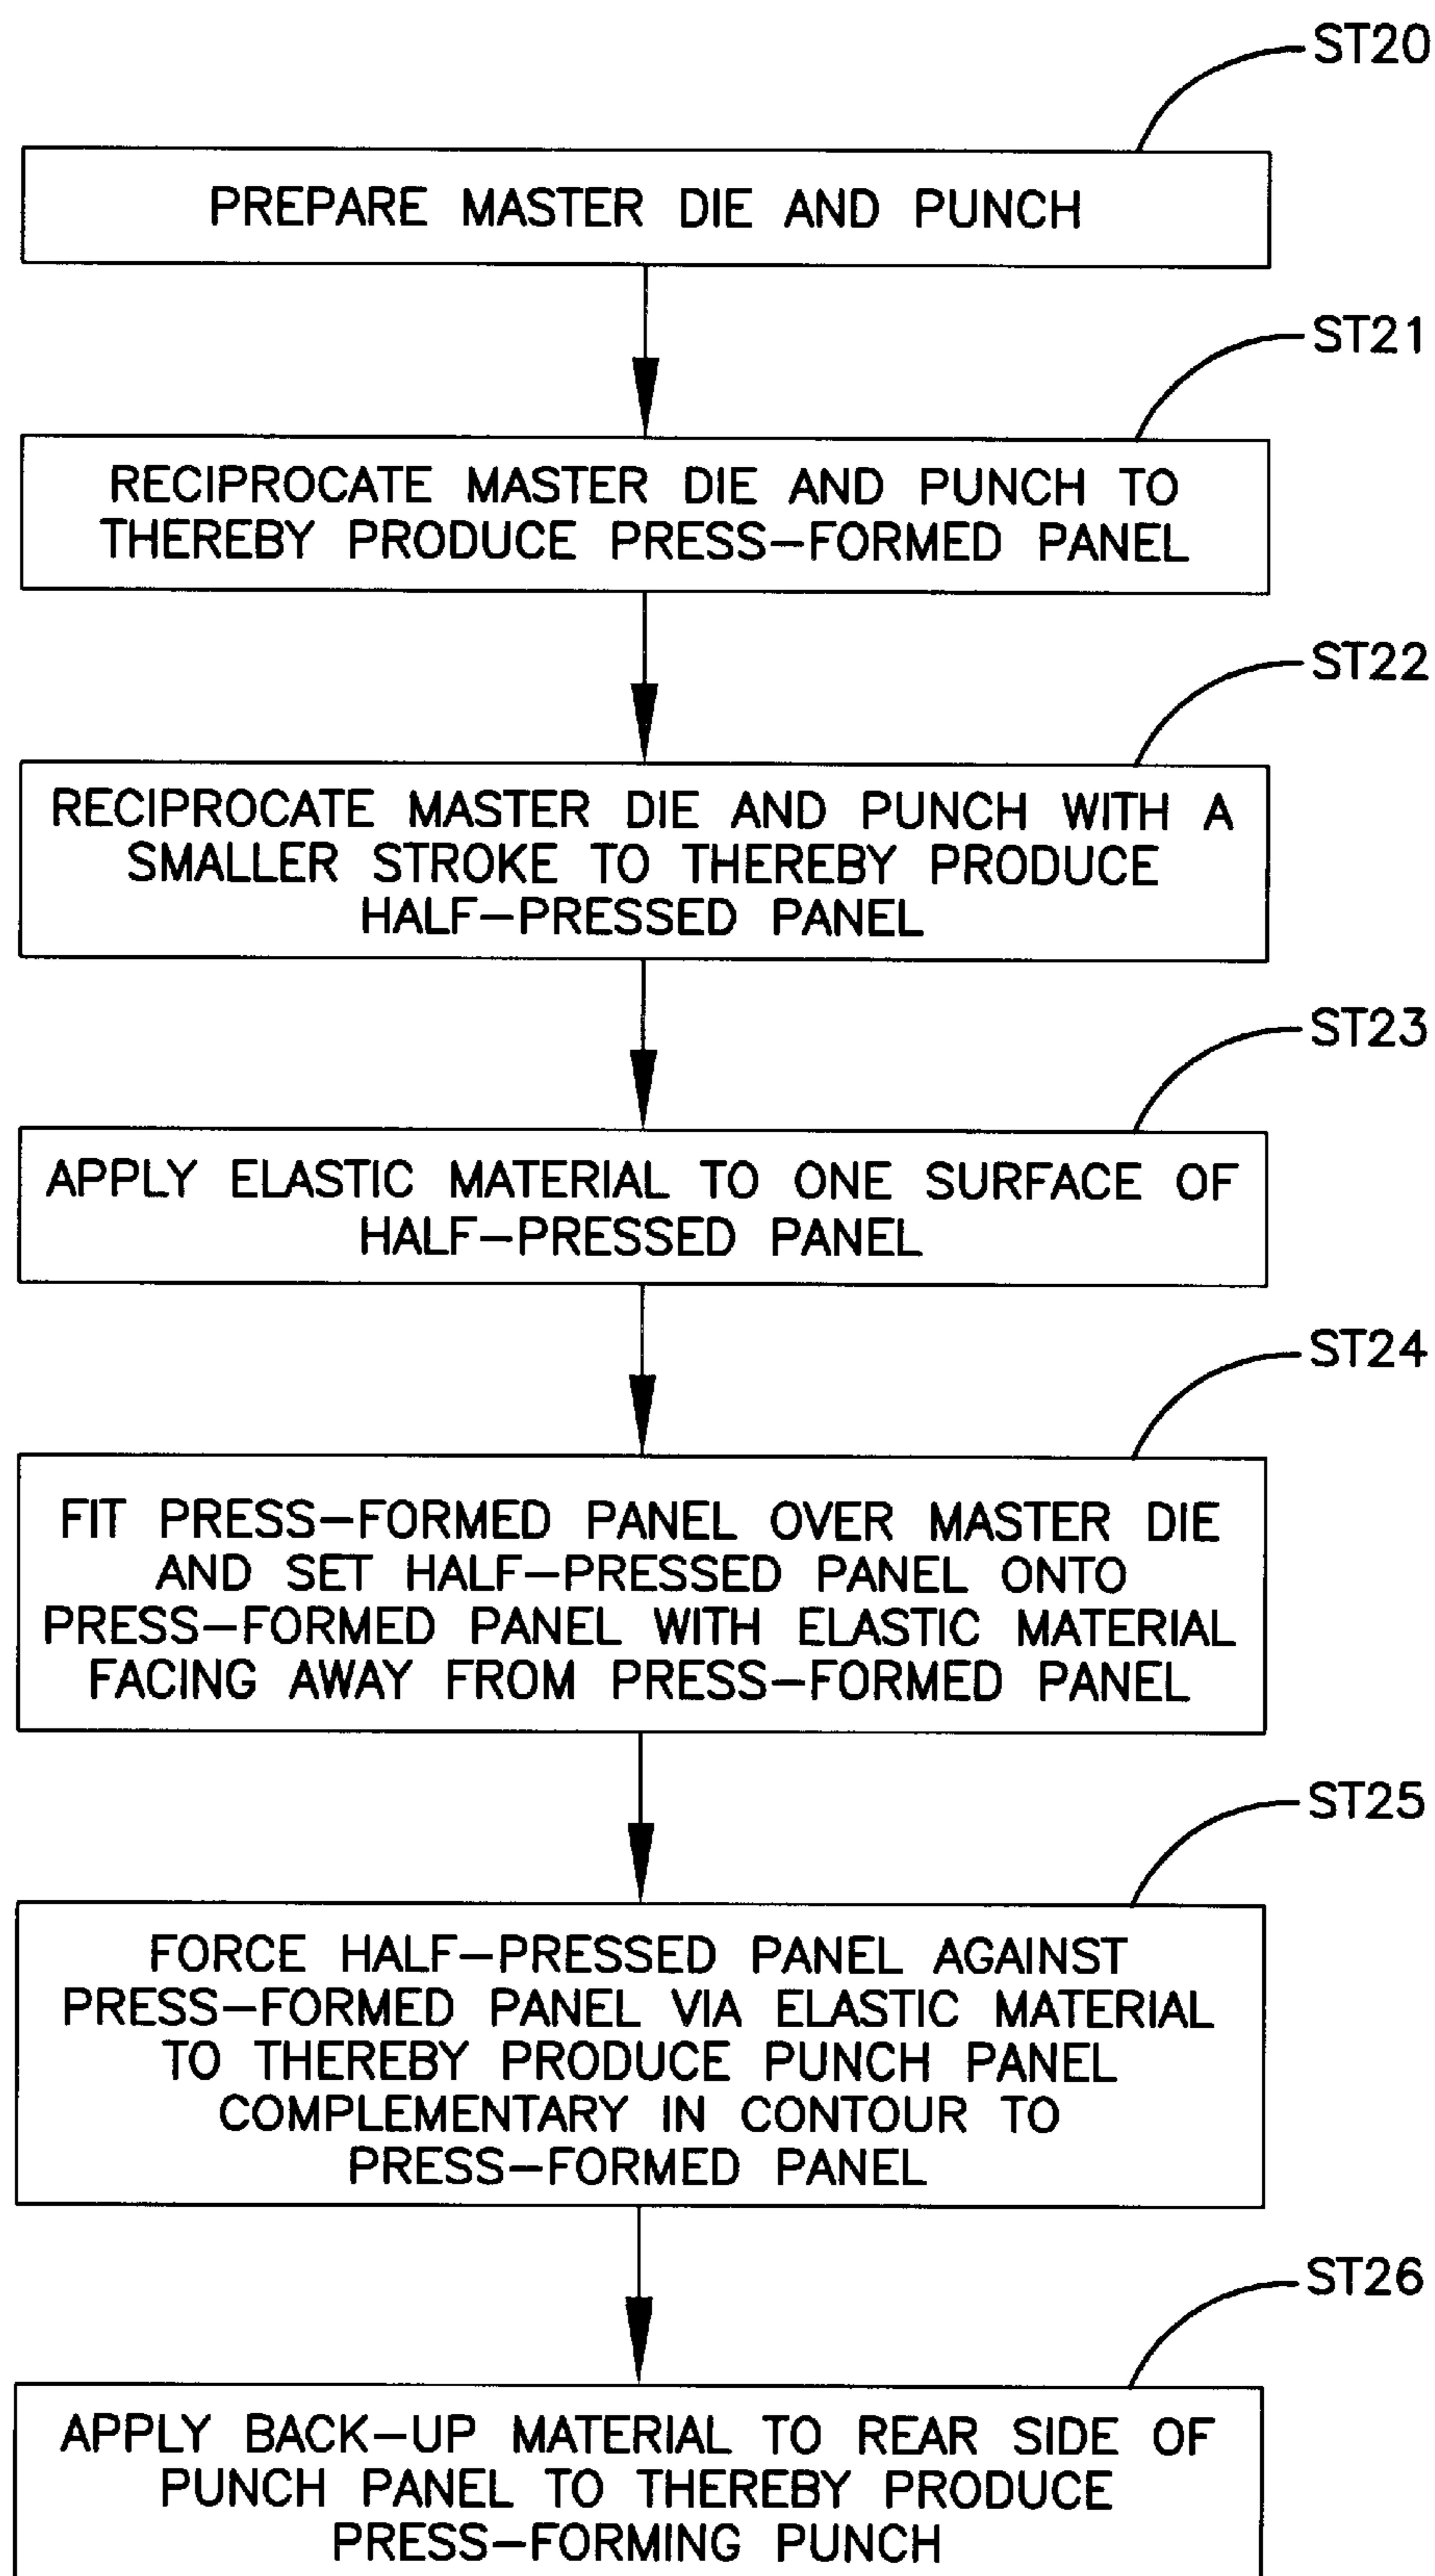 ST20
PREPARE MASTER DIE AND PUNCH
ST21
RECIPROCATE MASTER DIE AND PUNCH TO
THEREBY PRODUCE PRESS-FORMED PANEL
ST22
RECIPROCATE MASTER DIE AND PUNCH WITH A
SMALLER STROKE TO THEREBY PRODUCE
HALF-PRESSED PANEL
ST23
APPLY ELASTIC MATERIAL TO ONE SURFACE OF
HALF-PRESSED PANEL
ST24
FIT PRESS-FORMED PANEL OVER MASTER DIE
AND SET HALF-PRESSED PANEL ONTO
PRESS-FORMED PANEL WITH ELASTIC MATERIAL
FACING AWAY FROM PRESS-FORMED PANEL
ST25
FORCE HALF-PRESSED PANEL AGAINST
PRESS-FORMED PANEL VIA ELASTIC MATERIAL
TO THEREBY PRODUCE PUNCH PANEL
COMPLEMENTARY IN CONTOUR TO
PRESS-FORMED PANEL
ST26
APPLY BACK-UP MATERIAL TO REAR SIDE OF
PUNCH PANEL TO THEREBY PRODUCE
PRESS-FORMING PUNCH